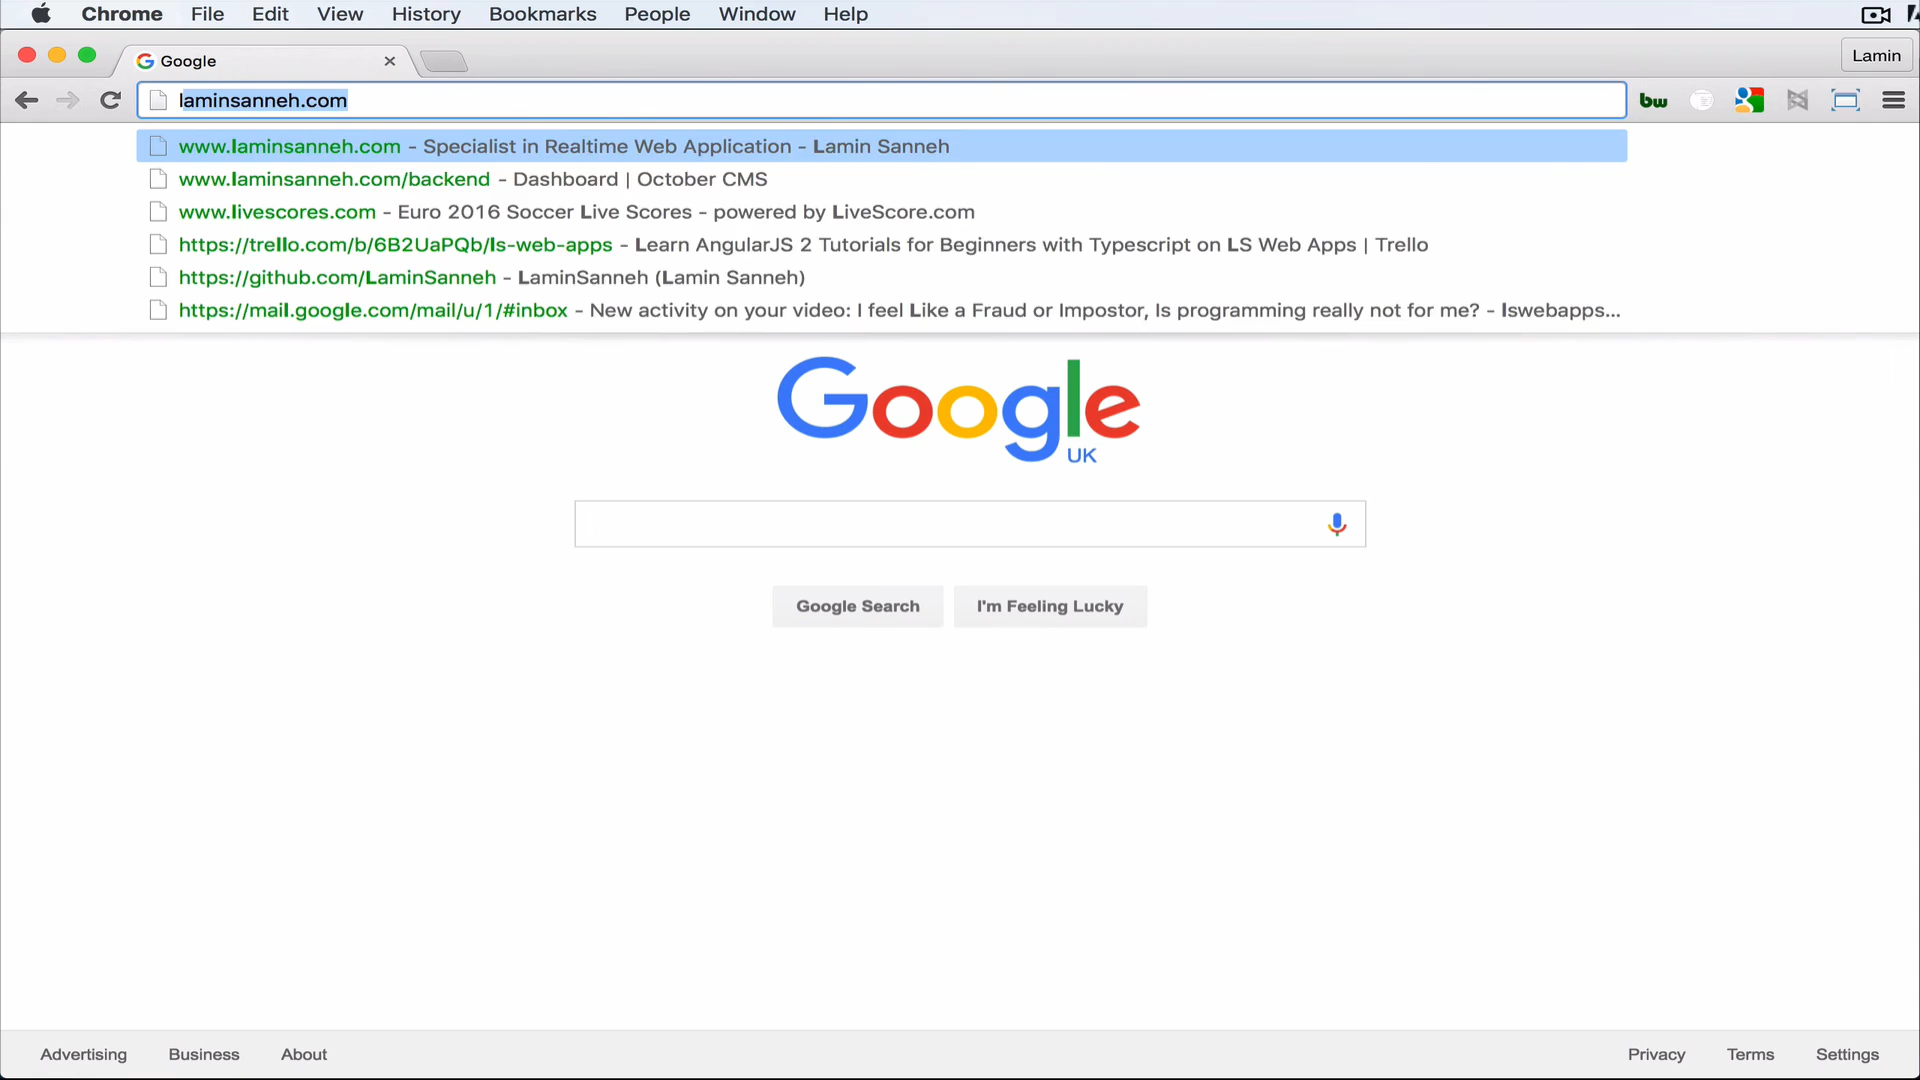 Chrome File Edit View History Bookmarks People Window Help
Google
Lamin
laminsanneh.com
bw
www.laminsanneh.com - Specialist in Realtime Web Application - Lamin Sanneh
www.laminsanneh.com/backend - Dashboard | October CMS
www.livescores.com - Euro 2016 Soccer Live Scores - powered by LiveScore.com
https://trello.com/b/6B2UaPQb/ls-web-apps - Learn AngularJS 2 Tutorials for Beginners with Typescript on LS Web Apps | Trello
https://github.com/LaminSanneh - LaminSanneh (Lamin Sanneh)
https://mail.google.com/mail/u/1/#inbox - New activity on your video: I feel Like a Fraud or Impostor, Is programming really not for me? - lswebapps...
Google
UK
Google Search I'm Feeling Lucky
Advertising Business About Privacy Terms Settings